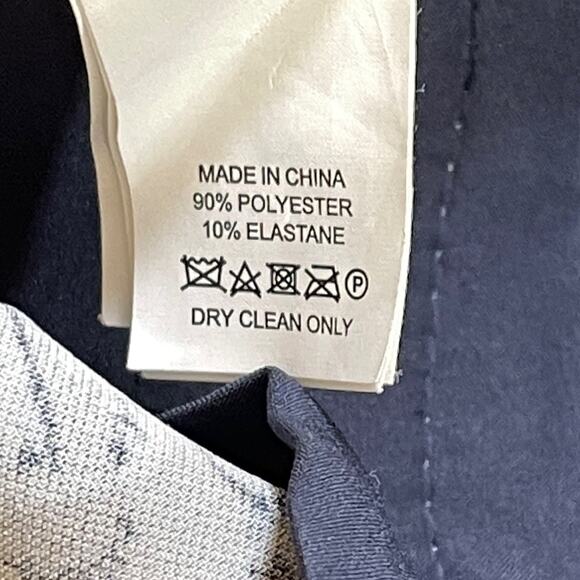 MADE IN CHINA
90% POLYESTER
10% ELASTANE
P
DRY CLEAN ONLY